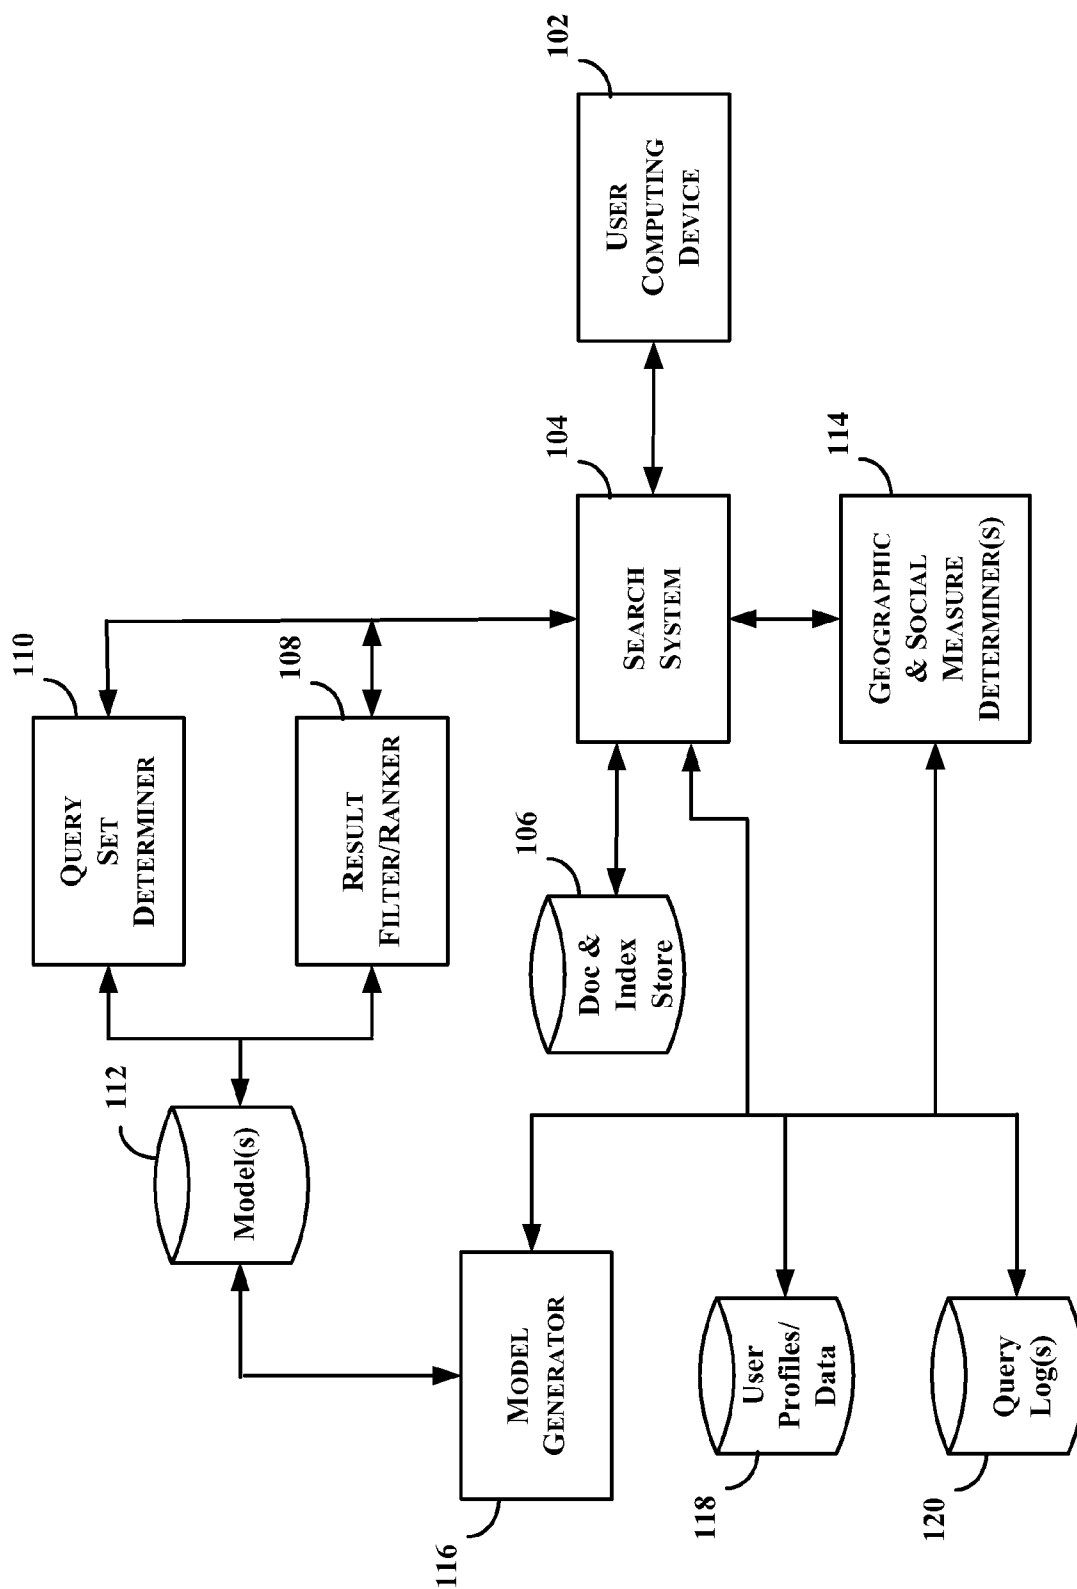 102
USER
COMPUTING
DEVICE
104
SEARCH
SYSTEM
114
GEOGRAPHIC
& SOCIAL
MEASURE
DETERMINER(S)
110
QUERY
SET
DETERMINER
108
RESULT
FILTER/RANKER
106
Doc &
Index
Store
112
Model(s)
116
MODEL
GENERATOR
118
User
Profiles/
Data
120
Query
Log(s)